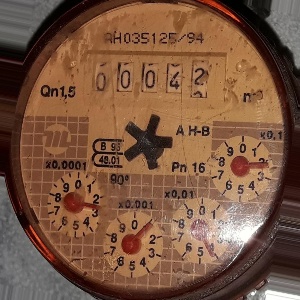 AH035125/94
00042
Qn1,5
m³
A H-B
x0,1
B 93
48.01
x0,0001
Pn 16
90°
x0,001
x0,01